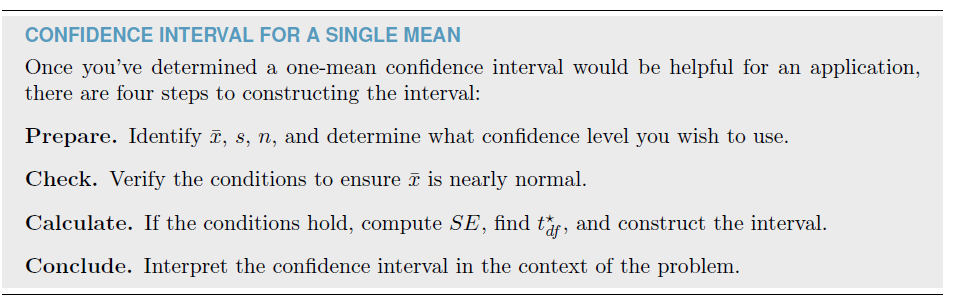 CONFIDENCE INTERVAL FOR A SINGLE MEAN
Once you've determined a one-mean confidence interval would be helpful for an application,
there are four steps to constructing the interval:
Prepare. Identify x̄, s, n, and determine what confidence level you wish to use.
Check. Verify the conditions to ensure x̄ is nearly normal.
Calculate. If the conditions hold, compute SE, find t⋆df, and construct the interval.
Conclude. Interpret the confidence interval in the context of the problem.